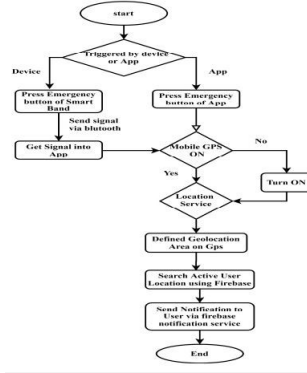 start
Triggered by device
or App
Device
App
Press Emergency
button of Smart
Band
Press Emergency
button of App
Send signal
via blutooth
Get Signal into
App
Mobile GPS
ON
No
Yes
Turn ON
Location
Service
Defined Geolocation
Area on Gps
Search Active User
Location using Firebase
Send Notification to
User via firebase
notification service
End